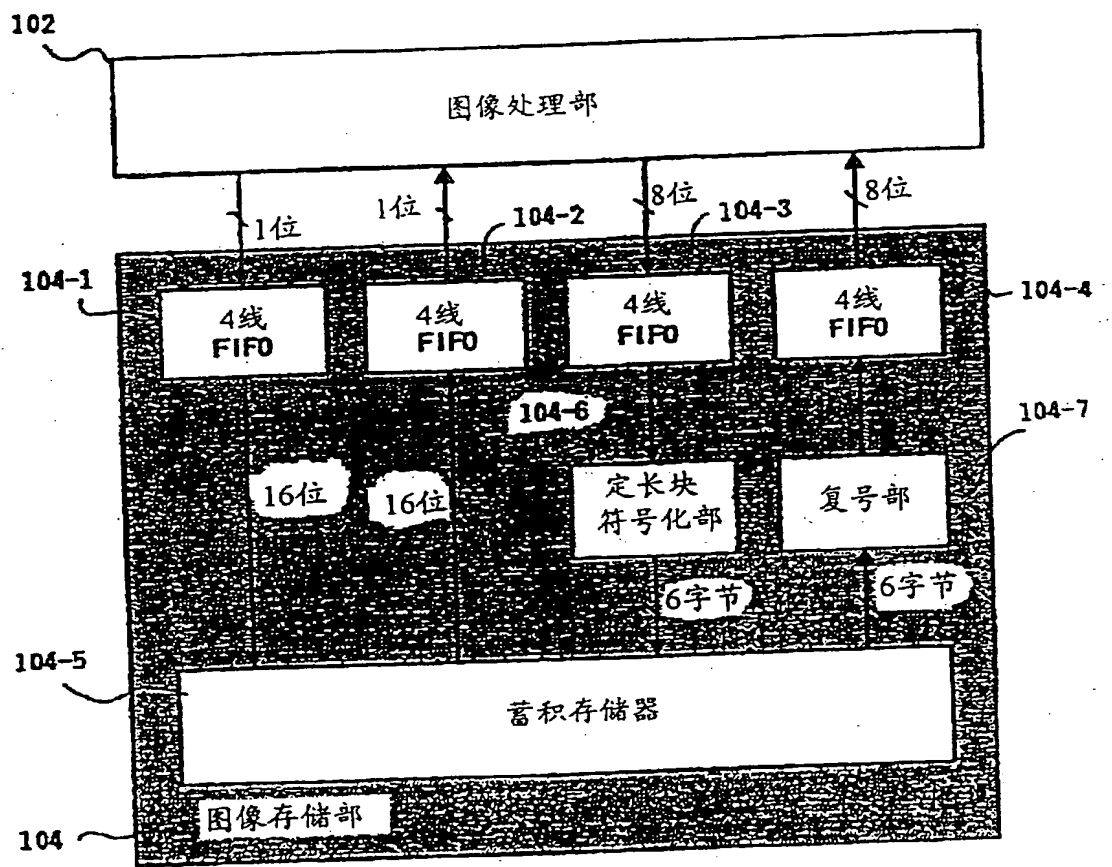 102
图像处理部
1位
1位
8位
8位
104-2
104-3
104-1
104-4
4线
FIFO
4线
FIFO
4线
FIFO
4线
FIFO
104-6
104-7
16位
16位
定长块
符号化部
复号部
6字节
6字节
104-5
蓄积存储器
图像存储部
104